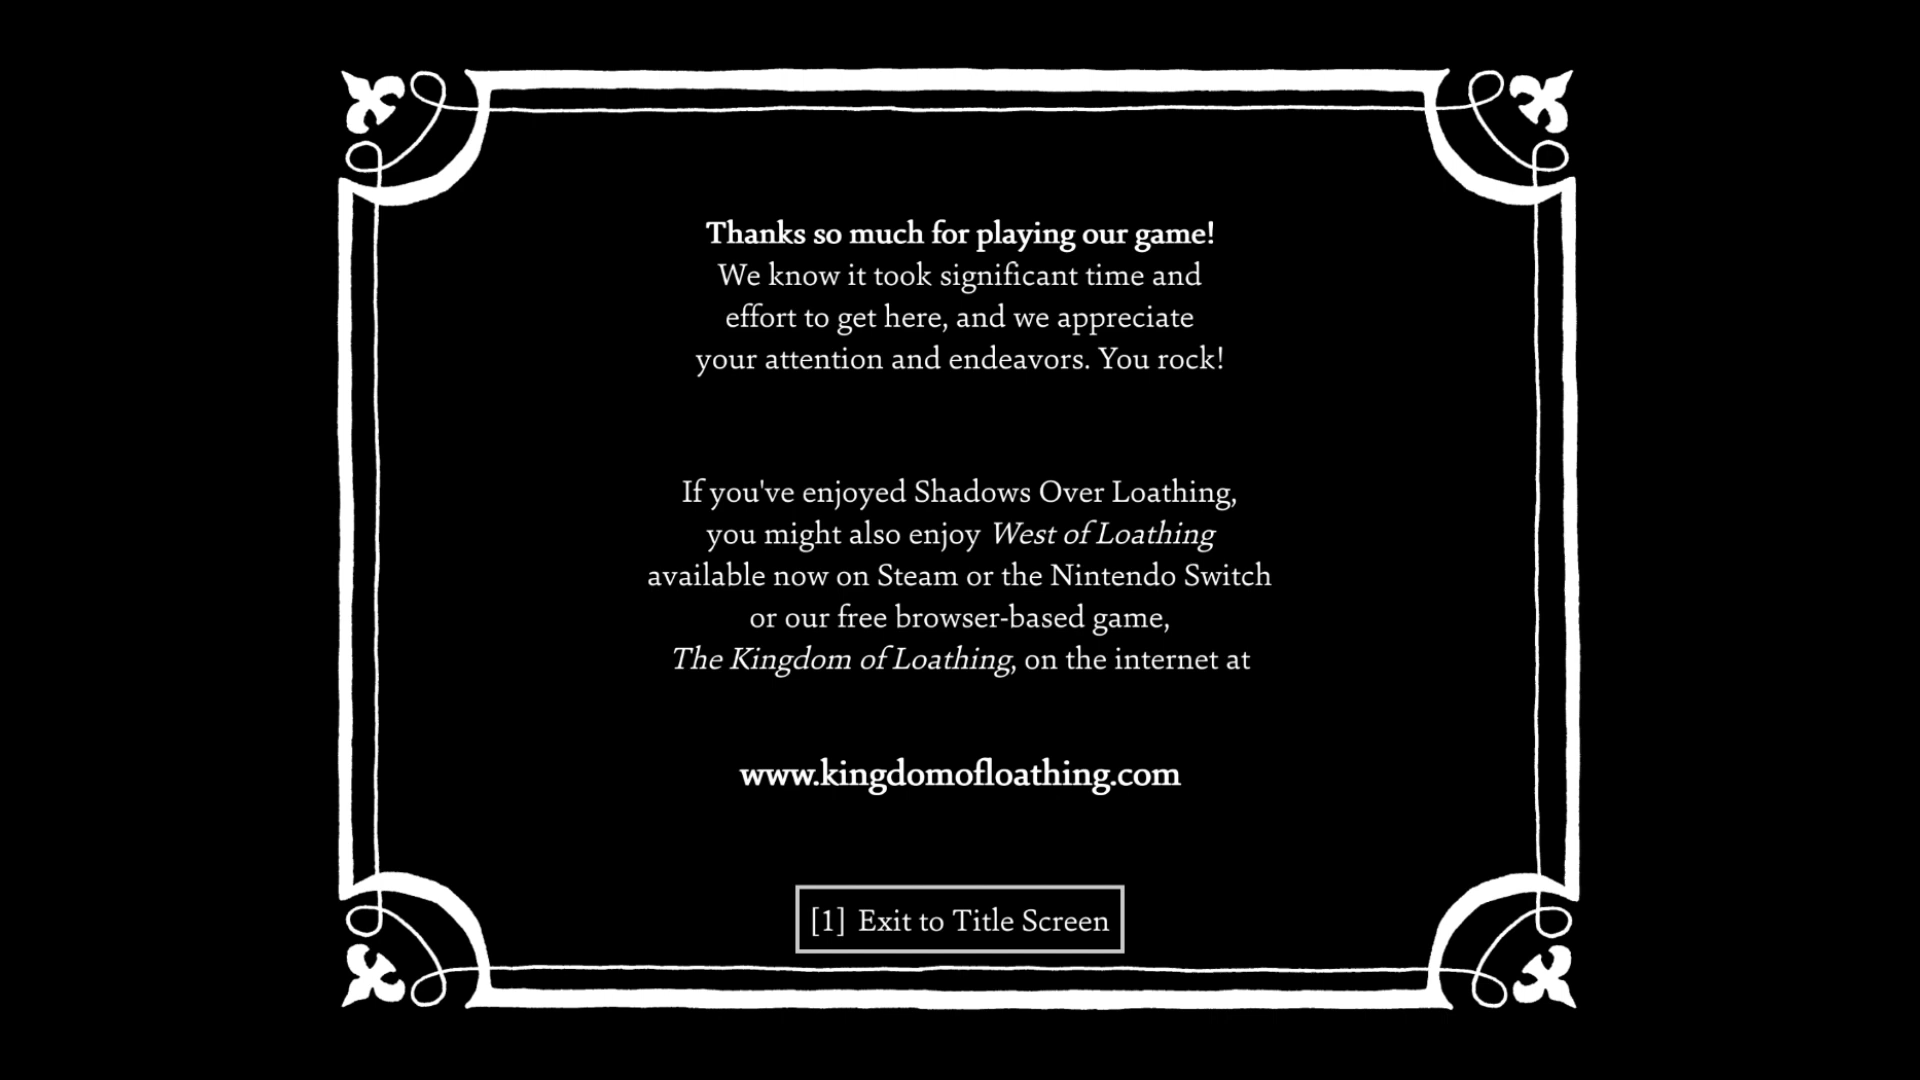 Thanks so much for playing our game!
We know it took significant time and
effort to get here, and we appreciate
your attention and endeavors. You rock!
If you've enjoyed Shadows Over Loathing,
you might also enjoy West of Loathing
available now on Steam or the Nintendo Switch
or our free browser-based game,
The Kingdom of Loathing, on the internet at
www.kingdomofloathing.com
[1] Exit to Title Screen